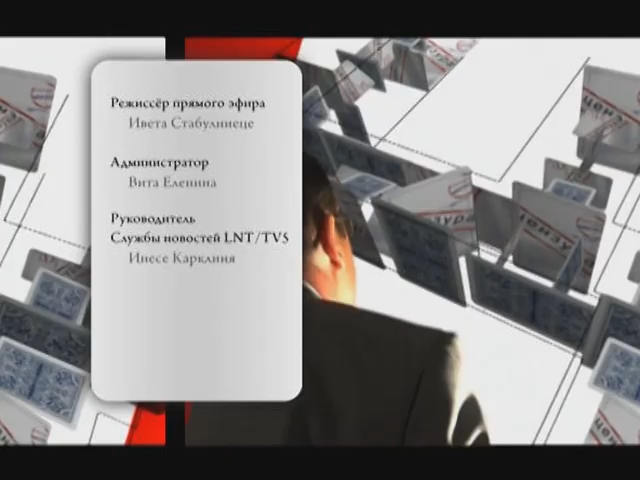 Режиссёр прямого эфира
Ивета Стабулниеце
Администратор
Вита Еленина
Руководитель
Службы новостей LNT/TV5
Инесе Карклиня